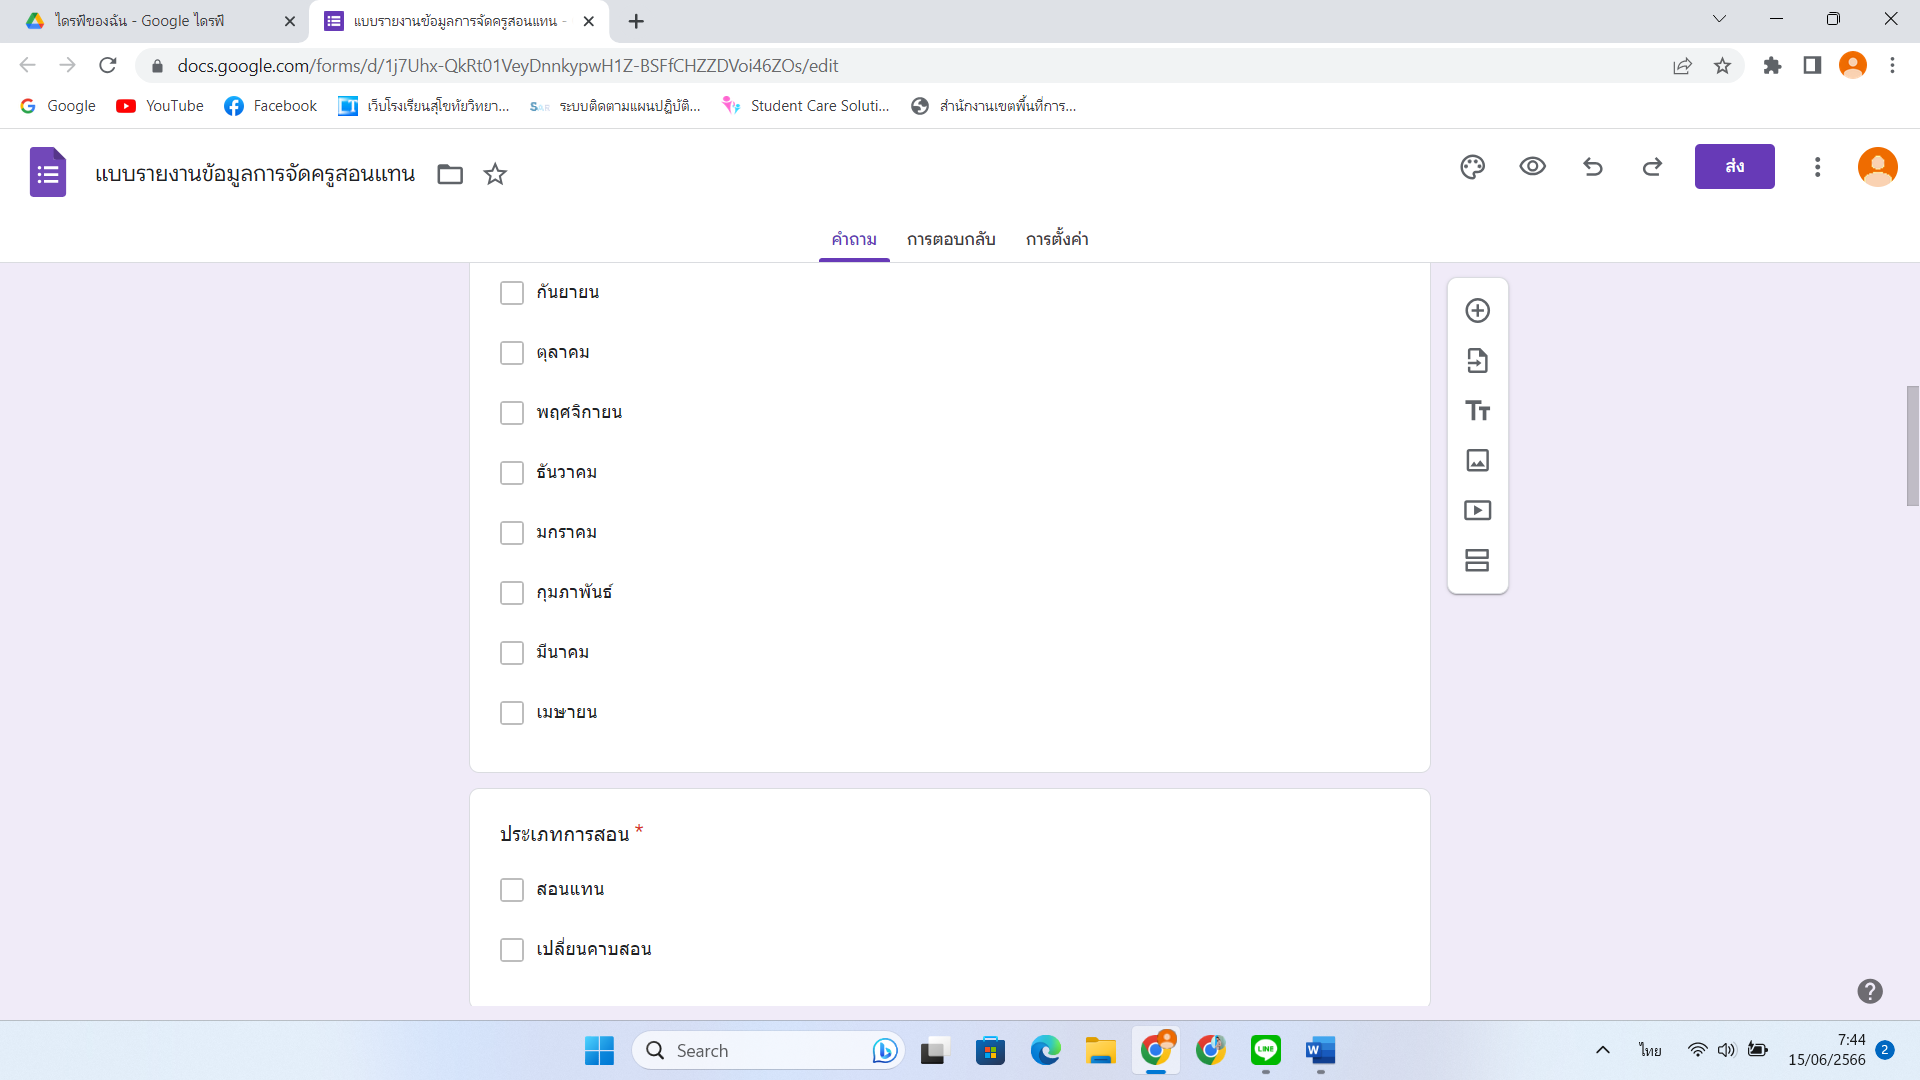 ไดรฟ์ของฉัน - Google ไดรฟ์
แบบรายงานข้อมูลการจัดครูสอนแทน -
docs.google.com/forms/d/1j7Uhx-QkRt01VeyDnnkypwH1Z-BSFfCHZZDVoi46ZOs/edit
Google YouTube Facebook เว็บโรงเรียนสุโขทัยวิทยา... SAR ระบบติดตามแผนปฏิบัติ... Student Care Soluti... สำนักงานเขตพื้นที่การ...
แบบรายงานข้อมูลการจัดครูสอนแทน
ส่ง
คำถาม การตอบกลับ การตั้งค่า
กันยายน
ตุลาคม
พฤศจิกายน
ธันวาคม
มกราคม
กุมภาพันธ์
มีนาคม
เมษายน
ประเภทการสอน *
สอนแทน
เปลี่ยนคาบสอน
Search
LINE
ไทย
7:44
15/06/2566
2